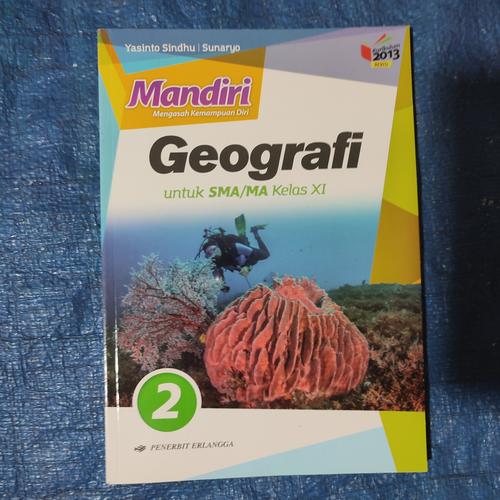 Yasinto Sindhu | Sunaryo
Kurikulum
2013
REVISI
Mandiri
Mengasah Kemampuan Diri
Geografi
untuk SMA/MA Kelas XI
2
PENERBIT ERLANGGA